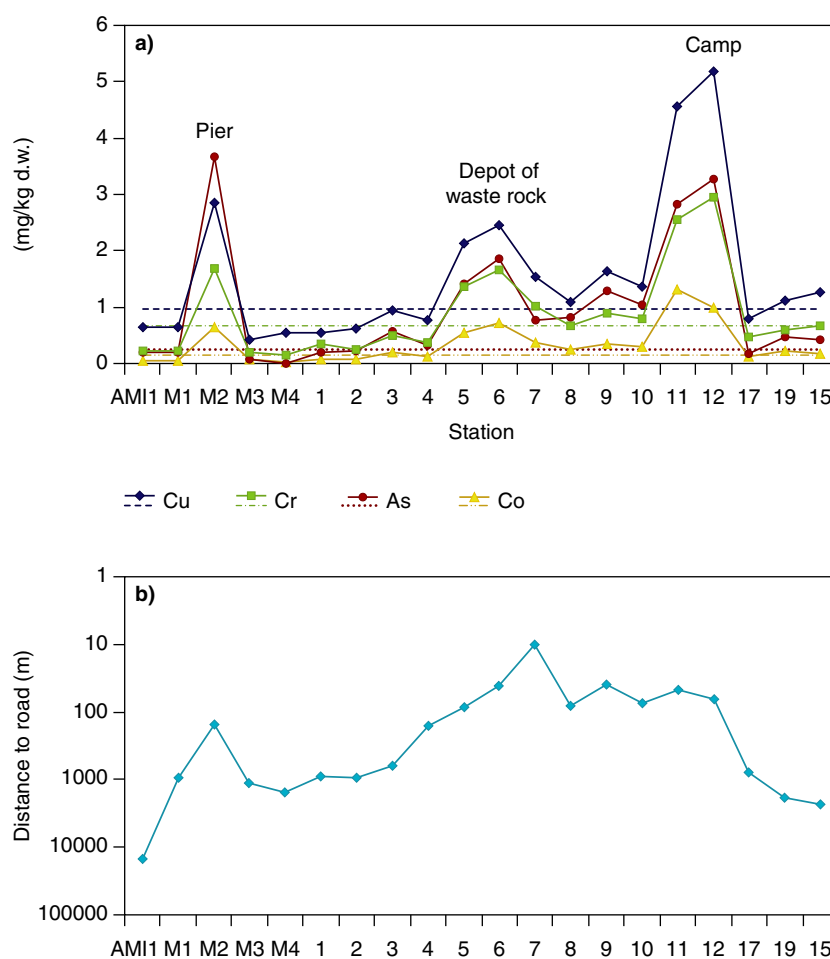 a)
(mg/kg d.w.)
6
5
4
3
2
1
0
Pier
Depot of
waste rock
Camp
AMI1 M1 M2 M3 M4 1 2 3 4 5 6 7 8 9 10 11 12 17 19 15
Station
Cu Cr As Co
b)
Distance to road (m)
1
10
100
1000
10000
100000
AMI1 M1 M2 M3 M4 1 2 3 4 5 6 7 8 9 10 11 12 17 19 15